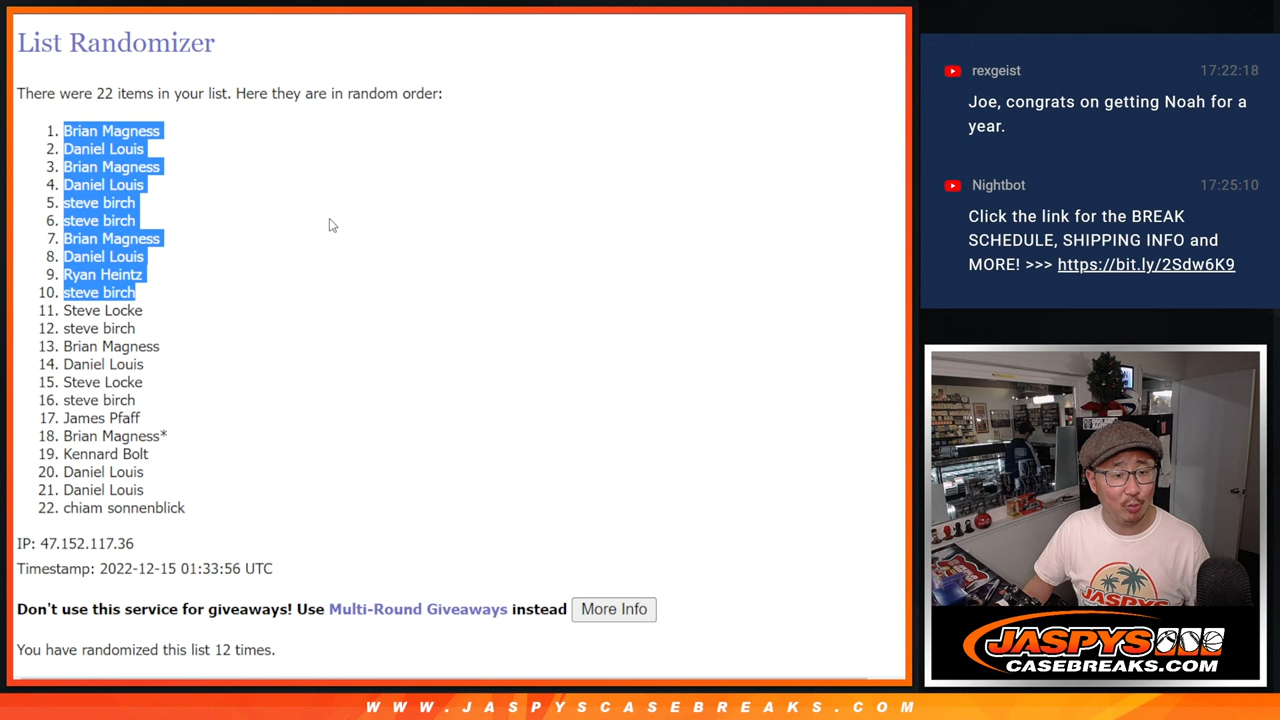 List Randomizer
There were 22 items in your list. Here they are in random order:
1. Brian Magness
2. Daniel Louis
3. Brian Magness
4. Daniel Louis
5. steve birch
6. steve birch
7. Brian Magness
8. Daniel Louis
9. Ryan Heintz
10. steve birch
11. Steve Locke
12. steve birch
13. Brian Magness
14. Daniel Louis
15. Steve Locke
16. steve birch
17. James Pfaff
18. Brian Magness*
19. Kennard Bolt
20. Daniel Louis
21. Daniel Louis
22. chiam sonnenblick
IP: 47.152.117.36
Timestamp: 2022-12-15 01:33:56 UTC
Don't use this service for giveaways! Use Multi-Round Giveaways instead More Info
You have randomized this list 12 times.
rexgeist 17:22:18
Joe, congrats on getting Noah for a
year.
Nightbot 17:25:10
Click the link for the BREAK
SCHEDULE, SHIPPING INFO and
MORE! >>> https://bit.ly/2Sdw6K9
JASPYS
JASPYS
CASEBREAKS.COM
WWW.JASPYSCASEBREAKS.COM